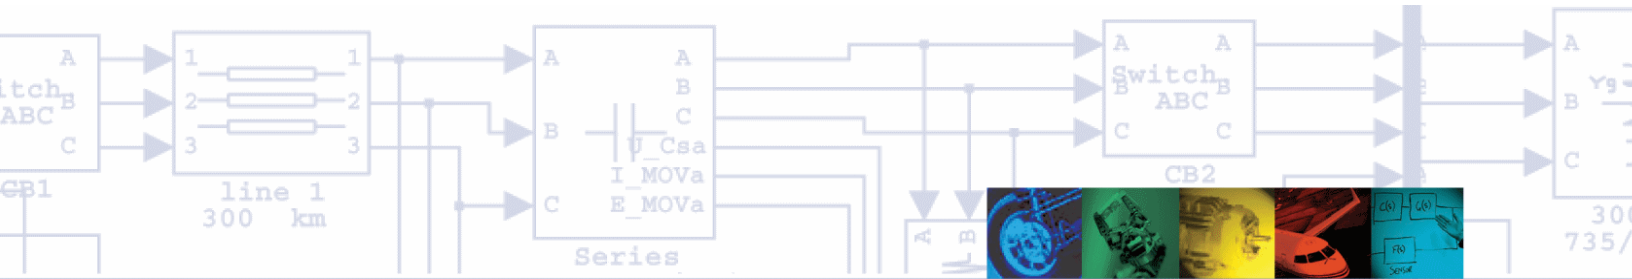 A
itch
B
ABC
C
CB1
1 1
2 2
3 3
line 1
300 km
A A
B
C
B
U_Csa
I_MOVa
C E_MOVa
Series
A A
Switch
B B
ABC
C C
CB2
A
B
A
Yg
B
C
300
735/
G(s) G(s)
F(s)
SENSOR